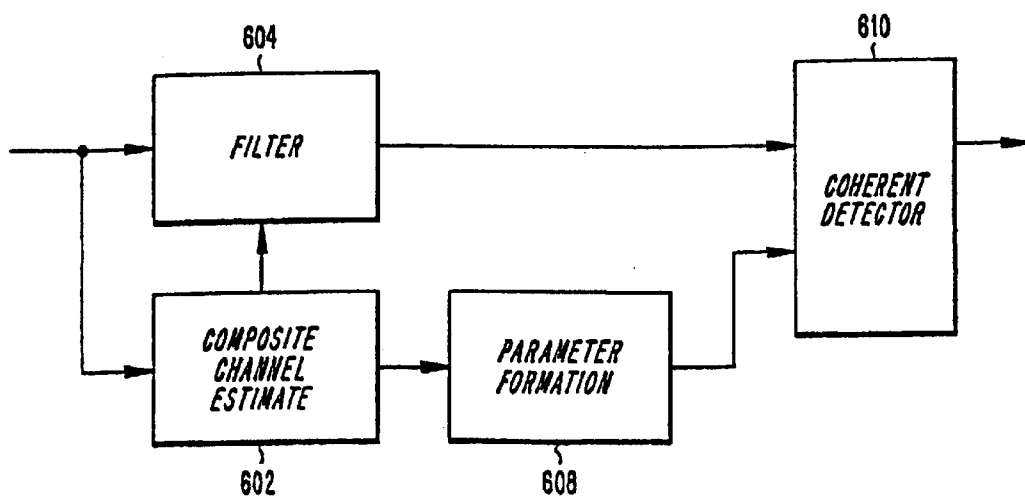 604
FILTER
610
COHERENT
DETECTOR
COMPOSITE
CHANNEL
ESTIMATE
602
PARAMETER
FORMATION
608